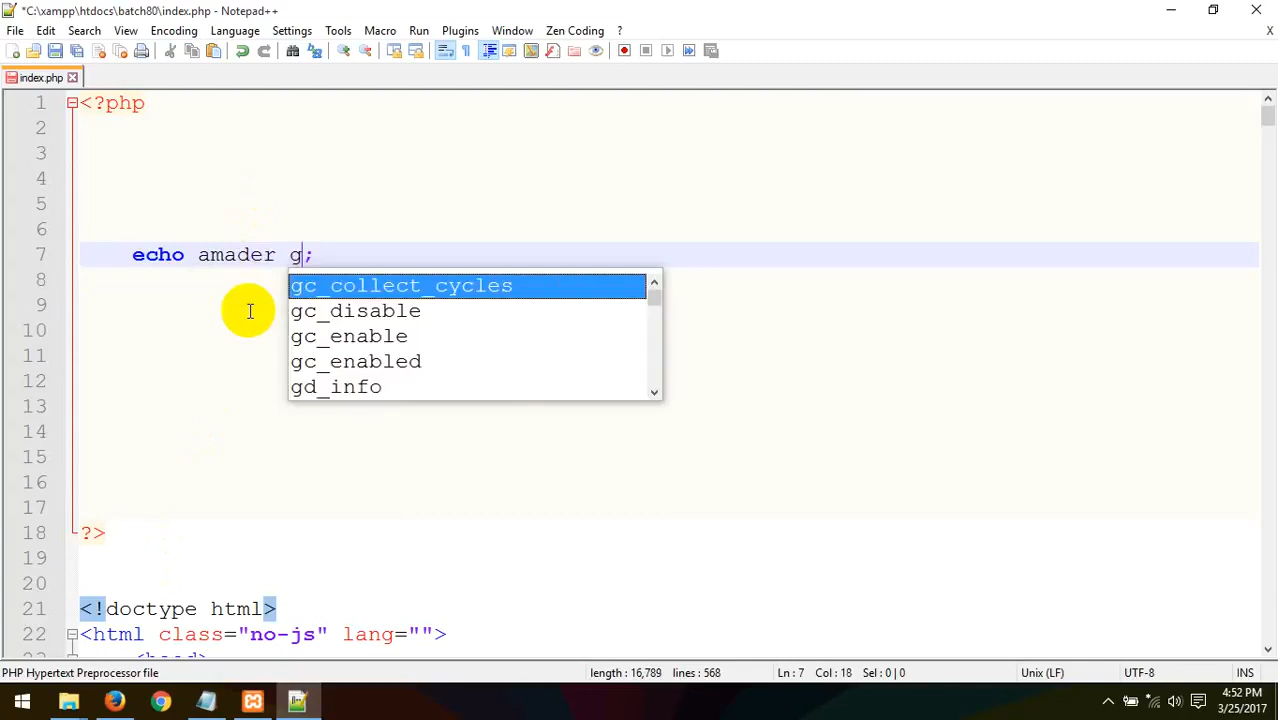 *C:\xampp\htdocs\batch80\index.php - Notepad++
File Edit Search View Encoding Language Settings Tools Macro Run Plugins Window Zen Coding ? X
index.php
1 <?php
2
3
4
5
6
7 echo amader g;
gc_collect_cycles
gc_disable
gc_enable
gc_enabled
gd_info
8
9
10
11
12
13
14
15
16
17
18 ?>
19
20
21 <!doctype html>
22 <html class="no-js" lang="">
23 <head>
PHP Hypertext Preprocessor file length : 16,789 lines : 568 Ln : 7 Col : 18 Sel : 0 | 0 Unix (LF) UTF-8 INS
4:52 PM
3/25/2017